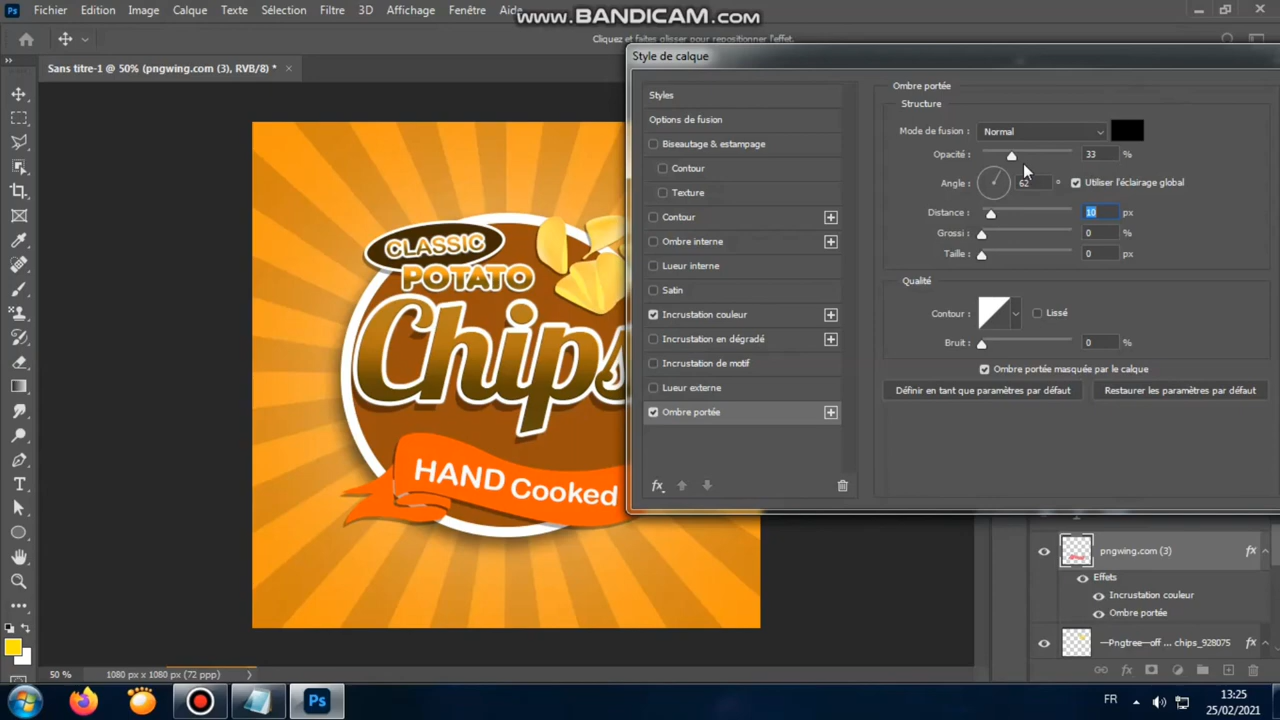 Ps Fichier Edition Image Calque Texte Sélection Filtre 3D Affichage Fenêtre Aide
www.BANDICAM.com
Cliquez et faites glisser pour repositionner l'effet.
Sans titre-1 @ 50% (pngwing.com (3), RVB/8) *
Style de calque
Styles
Options de fusion
Biseautage & estampage
Contour
Texture
Contour
Ombre interne
Lueur interne
Satin
Incrustation couleur
Incrustation en dégradé
Incrustation de motif
Lueur externe
Ombre portée
fx
Ombre portée
Structure
Mode de fusion : Normal
Opacité : 33 %
Angle : 62 ° Utiliser l'éclairage global
Distance : 10 px
Grossi : 0 %
Taille : 0 px
Qualité
Contour : Lissé
Bruit : 0 %
Ombre portée masquée par le calque
Définir en tant que paramètres par défaut Restaurer les paramètres par défaut
CLASSIC
POTATO
Chips
HAND Cooked
pngwing.com (3) fx
Effets
Incrustation couleur
Ombre portée
—Pngtree—off ... chips_928075
fx
50 % 1080 px x 1080 px (72 ppp)
Ps
FR
13:25
25/02/2021